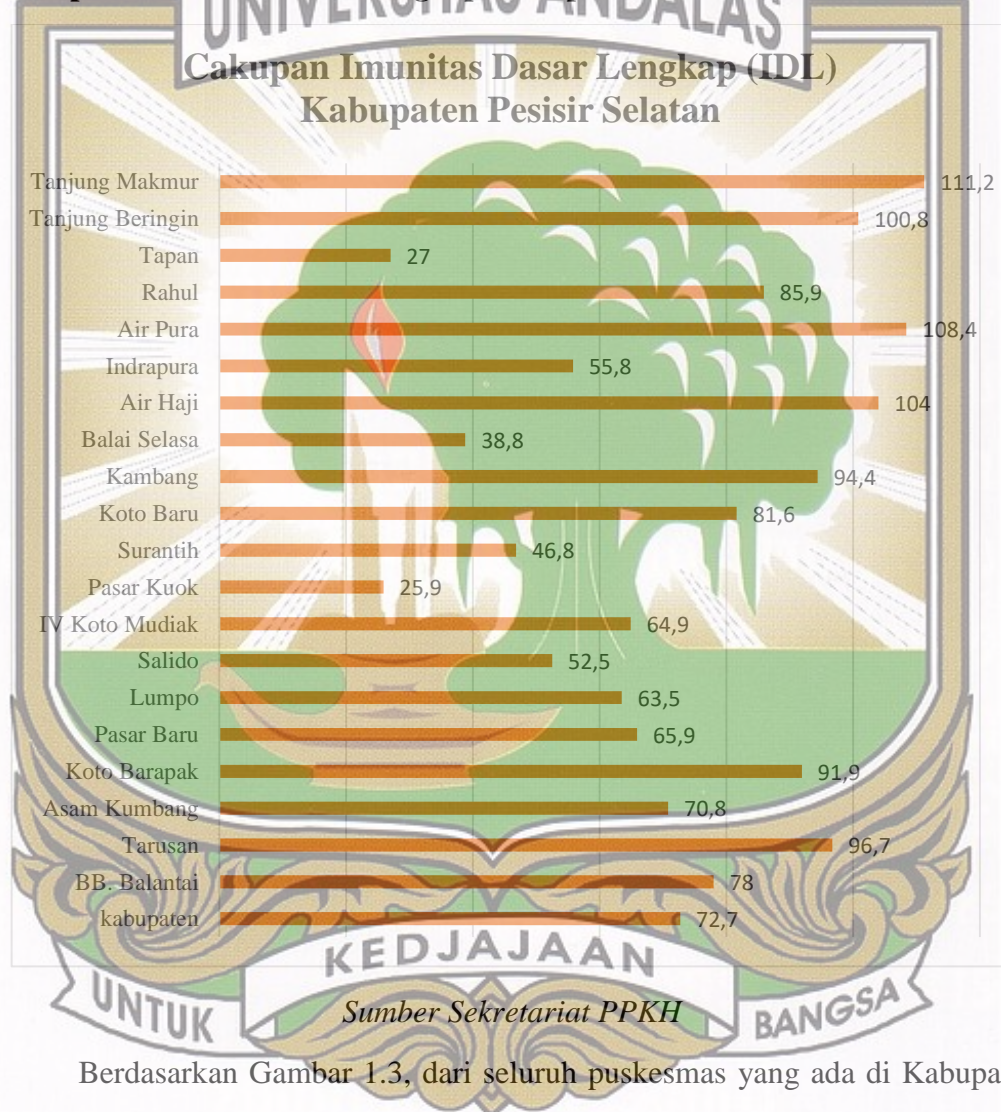 UNIVERSITAS ANDALAS
Cakupan Imunitas Dasar Lengkap (IDL)
Kabupaten Pesisir Selatan
Tanjung Makmur 111,2
Tanjung Beringin 100,8
Tapan 27
Rahul 85,9
Air Pura 108,4
Indrapura 55,8
Air Haji 104
Balai Selasa 38,8
Kambang 94,4
Koto Baru 81,6
Surantih 46,8
Pasar Kuok 25,9
IV Koto Mudiak 64,9
Salido 52,5
Lumpo 63,5
Pasar Baru 65,9
Koto Barapak 91,9
Asam Kumbang 70,8
Tarusan 96,7
BB. Balantai 78
kabupaten 72,7
KEDJAJAAN
UNTUK BANGSA
Sumber Sekretariat PPKH
Berdasarkan Gambar 1.3, dari seluruh puskesmas yang ada di Kabupa